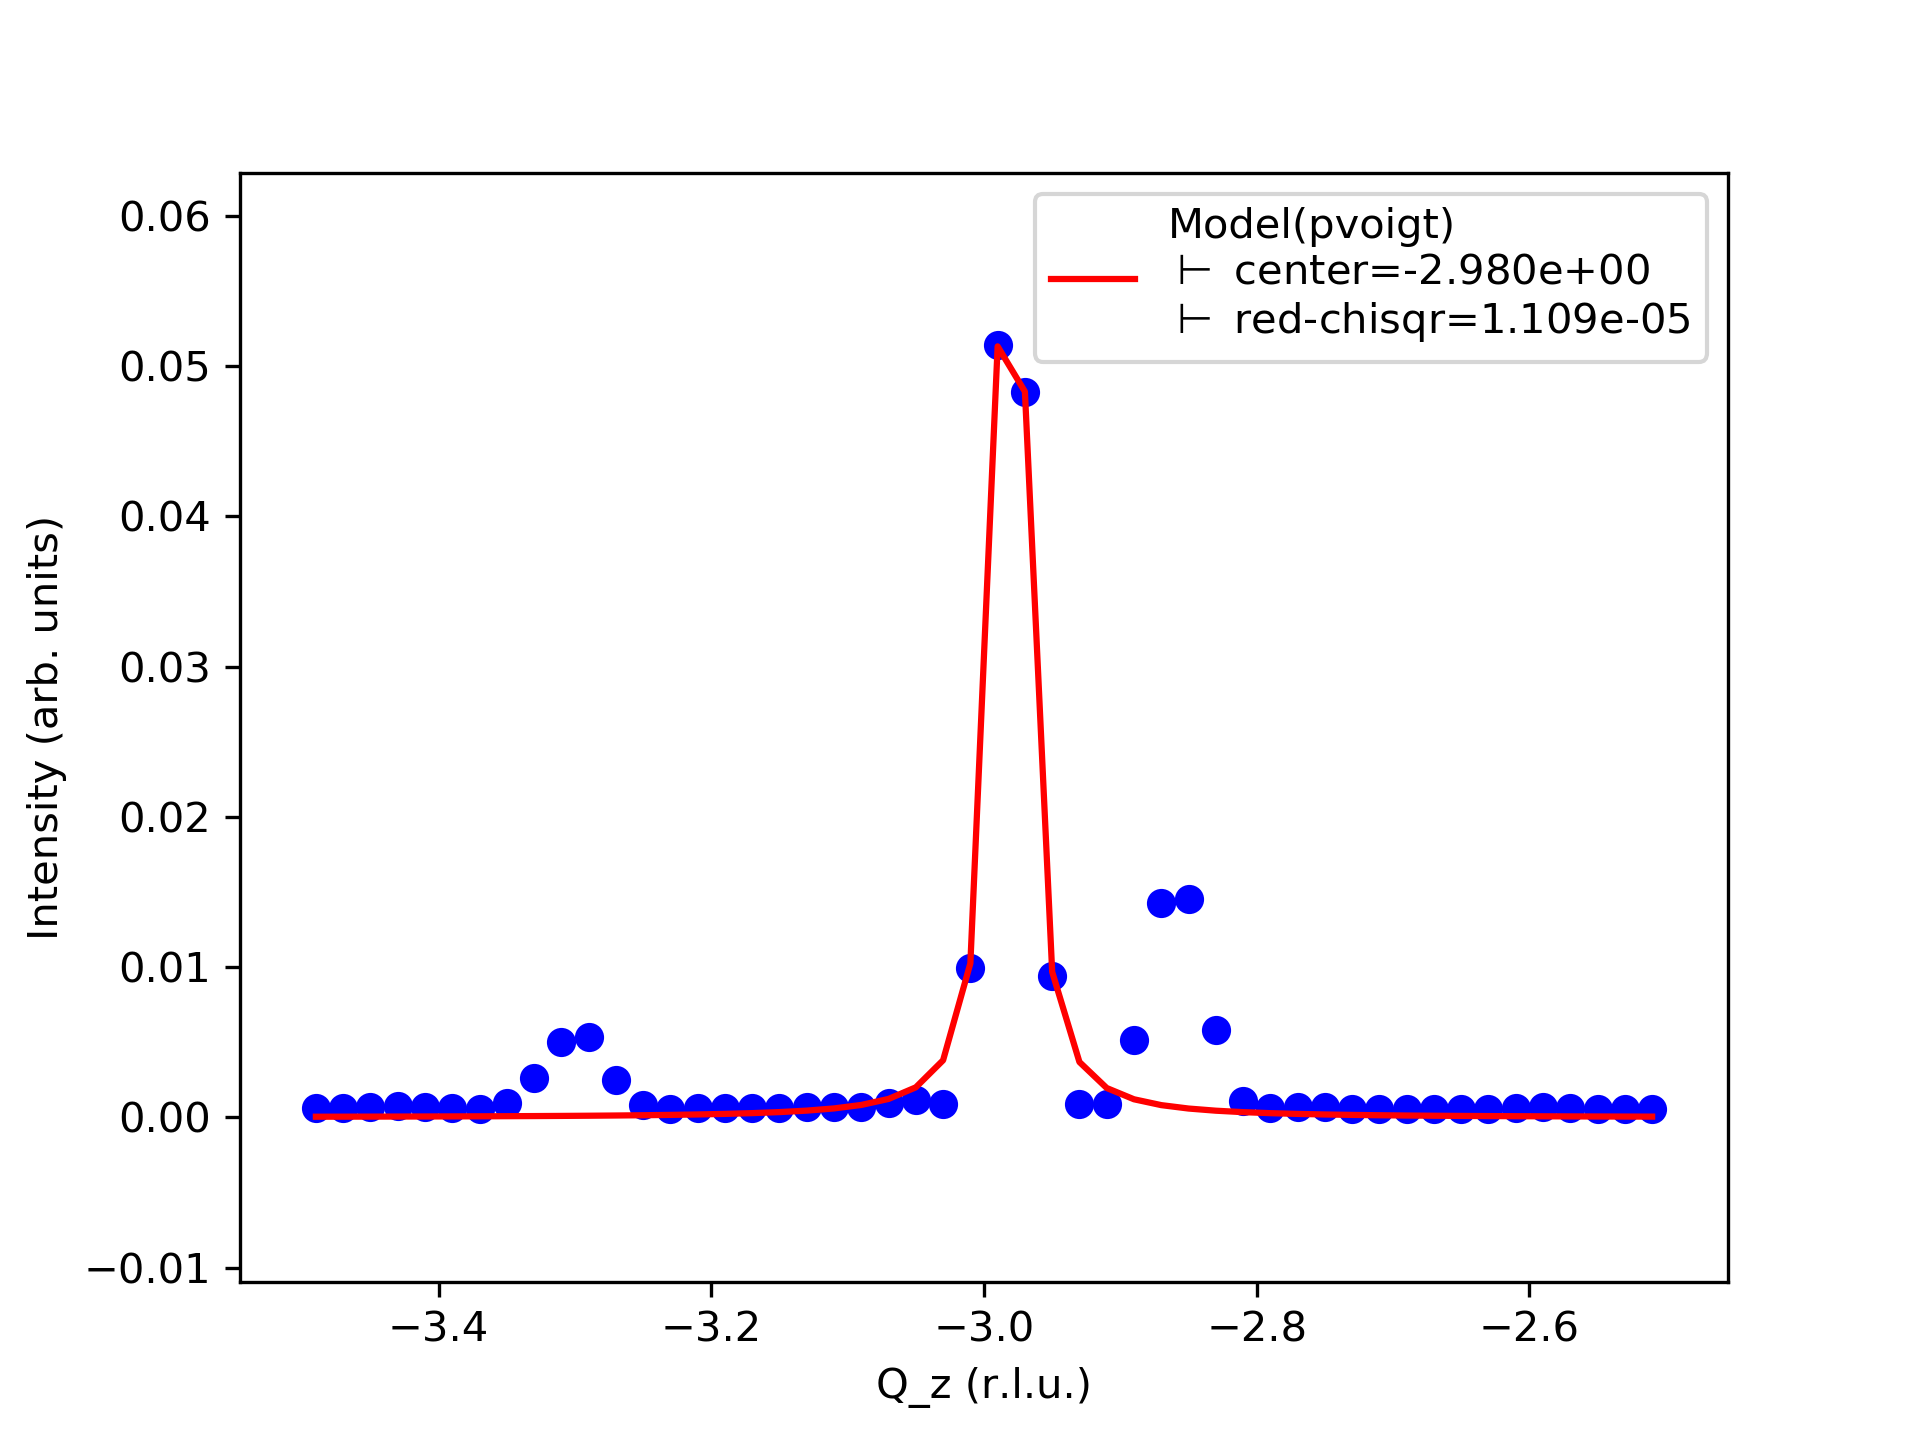 Model(pvoigt)
⊢ center=-2.980e+00
⊢ red-chisqr=1.109e-05
0.06
0.05
0.04
0.03
0.02
0.01
0.00
−0.01
Intensity (arb. units)
−3.4 −3.2 −3.0 −2.8 −2.6
Q_z (r.l.u.)